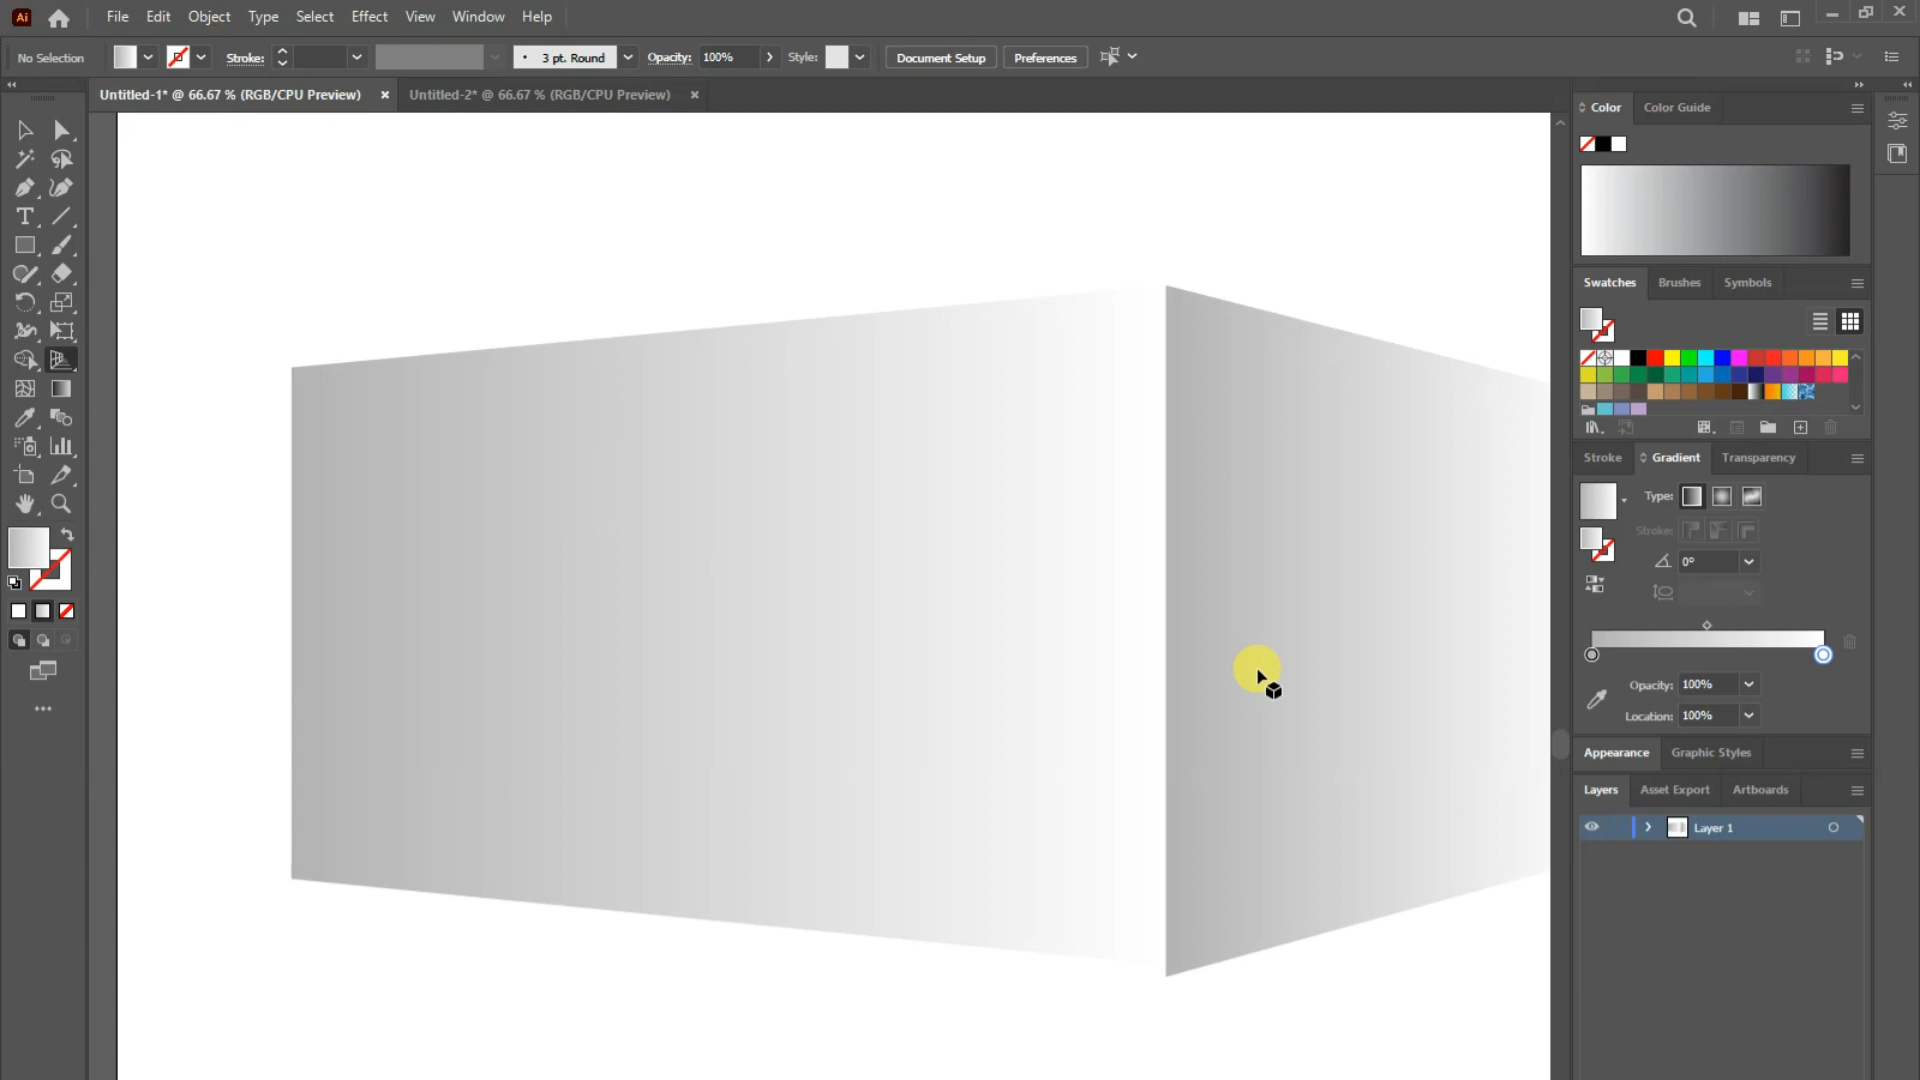 Ai File Edit Object Type Select Effect View Window Help
No Selection Stroke: 3 pt. Round Opacity: 100% Style: Document Setup Preferences
Untitled-1* @ 66.67 % (RGB/CPU Preview) Untitled-2* @ 66.67 % (RGB/CPU Preview)
Color Color Guide
Swatches Brushes Symbols
Stroke Gradient Transparency
Type:
Stroke:
0°
Opacity: 100%
Location: 100%
Appearance Graphic Styles
Layers Asset Export Artboards
Layer 1